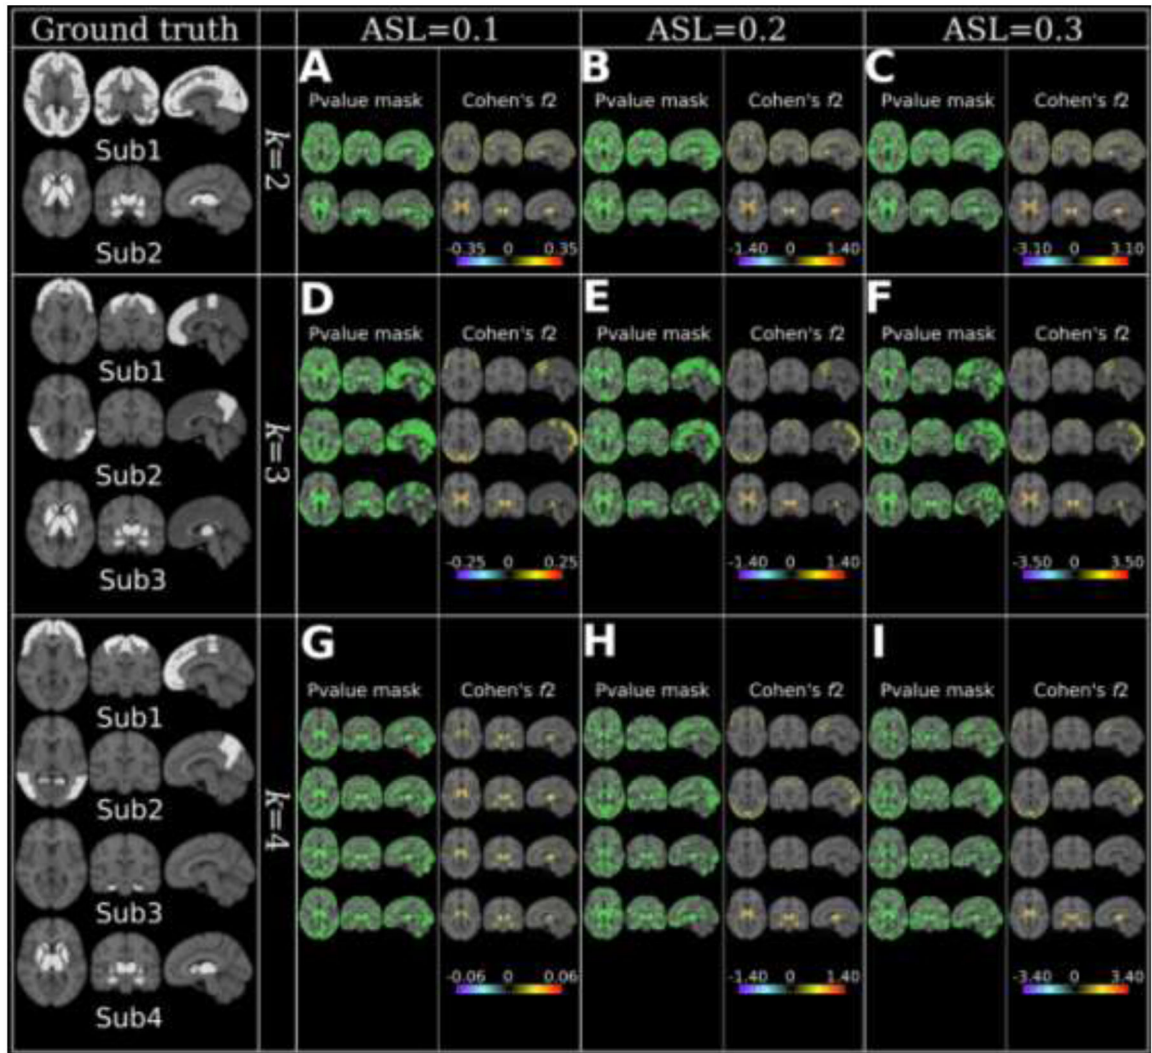 Ground truth ASL=0.1 ASL=0.2 ASL=0.3
k=2
Sub1
Sub2
A
Pvalue mask Cohen's f2
-0.35 0 0.35
B
Pvalue mask Cohen's f2
-1.40 0 1.40
C
Pvalue mask Cohen's f2
-3.10 0 3.10
k=3
Sub1
Sub2
Sub3
D
Pvalue mask Cohen's f2
-0.25 0 0.25
E
Pvalue mask Cohen's f2
-1.40 0 1.40
F
Pvalue mask Cohen's f2
-3.50 0 3.50
k=4
Sub1
Sub2
Sub3
Sub4
G
Pvalue mask Cohen's f2
-0.06 0 0.06
H
Pvalue mask Cohen's f2
-1.40 0 1.40
I
Pvalue mask Cohen's f2
-3.40 0 3.40